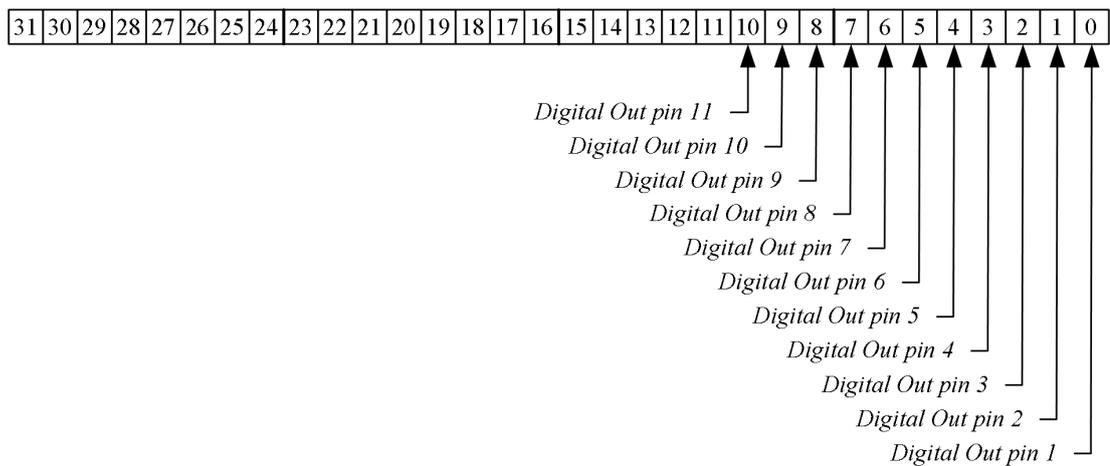 31 30 29 28 27 26 25 24 23 22 21 20 19 18 17 16 15 14 13 12 11 10 9 8 7 6 5 4 3 2 1 0
Digital Out pin 11
Digital Out pin 10
Digital Out pin 9
Digital Out pin 8
Digital Out pin 7
Digital Out pin 6
Digital Out pin 5
Digital Out pin 4
Digital Out pin 3
Digital Out pin 2
Digital Out pin 1